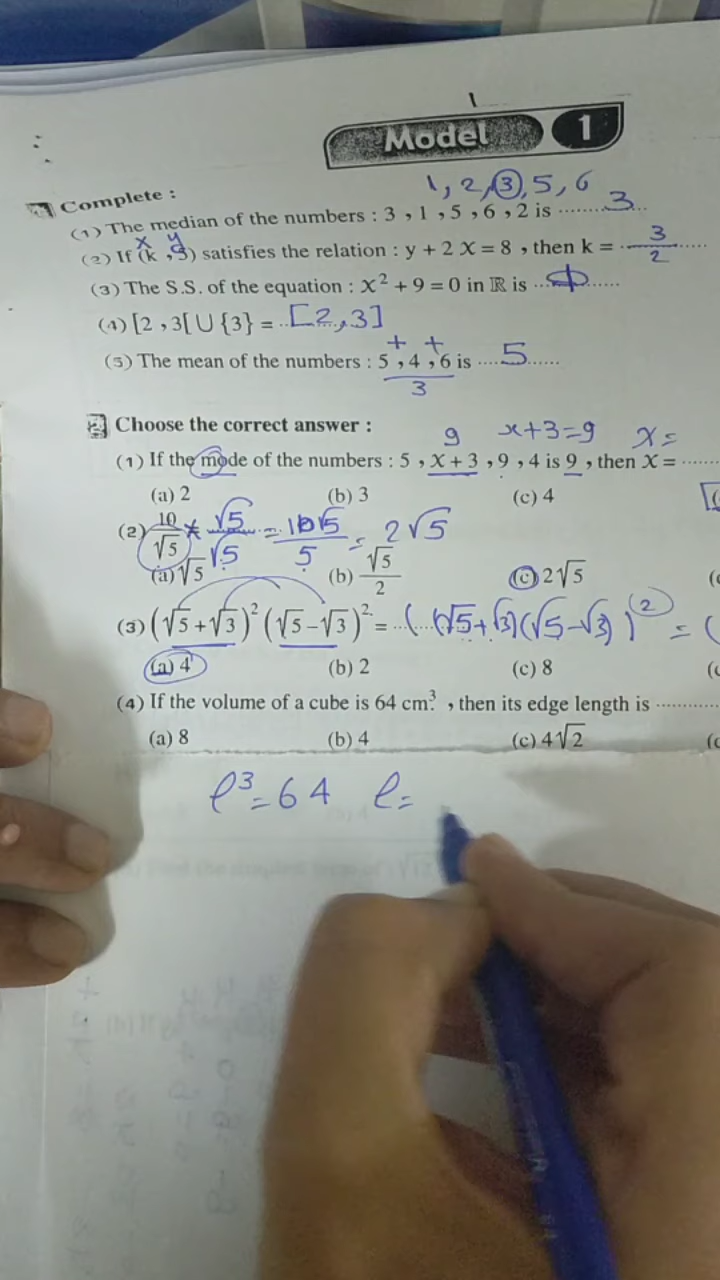 Model 1
1, 2, 3, 5, 6
Complete :
(1) The median of the numbers : 3 , 1 , 5 , 6 , 2 is ......... 3 ...
x y
(2) If (k , 3) satisfies the relation : y + 2 X = 8 , then k = 3/2
(3) The S.S. of the equation : X² + 9 = 0 in ℝ is ... Φ ......
(4) [2 , 3[ ∪ {3} = [2, 3]
+ +
(5) The mean of the numbers : 5 , 4 , 6 is .... 5 ......
3
2 Choose the correct answer :
9 x+3=9 x=
(1) If the mode of the numbers : 5 , X + 3 , 9 , 4 is 9 , then X = .......
(a) 2 (b) 3 (c) 4
(2) 10/√5 × √5/√5 = 10√5/5 = 2√5
(a) √5 (b) √5/2 (c) 2√5
(3) (√5 + √3)² (√5 − √3)² = ((√5+√3)(√5−√3))² = (
(a) 4 (b) 2 (c) 8
(4) If the volume of a cube is 64 cm³. , then its edge length is ............
(a) 8 (b) 4 (c) 4√2
ℓ³ = 64 ℓ =